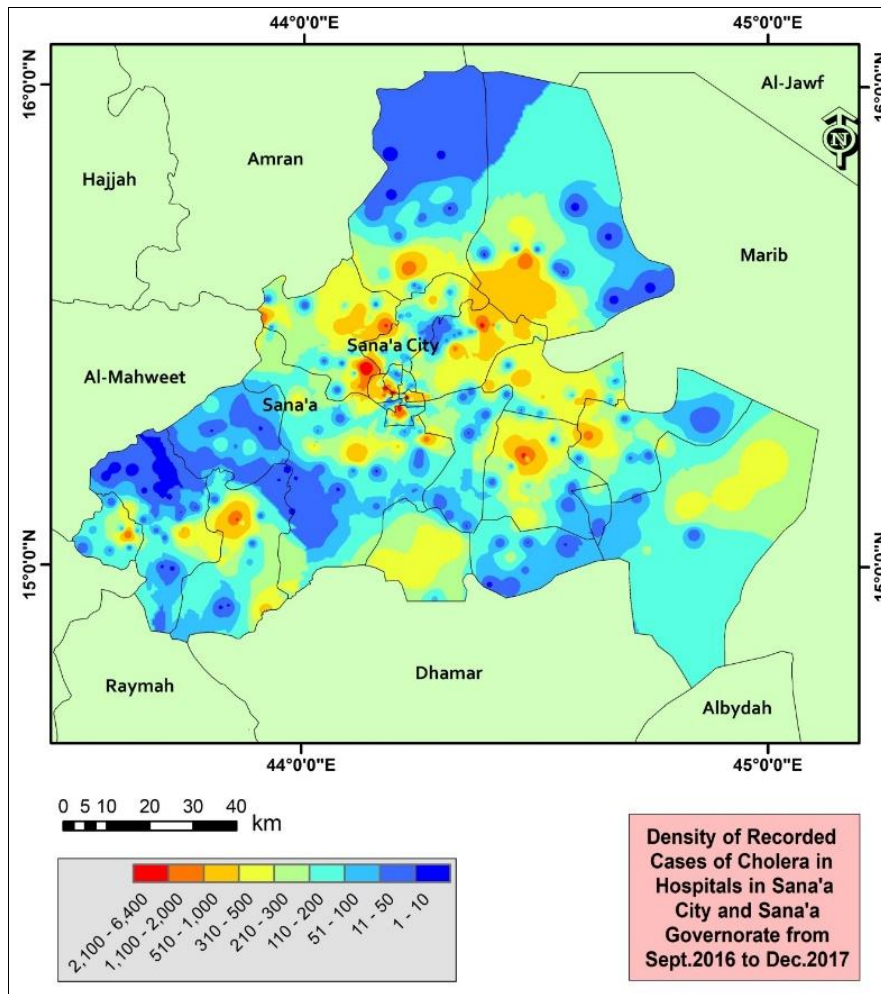 44°0'0"E
45°0'0"E
16°0'0"N
16°0'0"N
Al-Jawf
N
Amran
Hajjah
Marib
Sana'a City
Al-Mahweet
Sana'a
15°0'0"N
15°0'0"N
Dhamar
Raymah
Albydah
44°0'0"E
45°0'0"E
0 5 10 20 30 40
km
2,100 - 6,400
1,100 - 2,000
510 - 1,000
310 - 500
210 - 300
110 - 200
51 - 100
11 - 50
1 - 10
Density of Recorded
Cases of Cholera in
Hospitals in Sana'a
City and Sana'a
Governorate from
Sept.2016 to Dec.2017